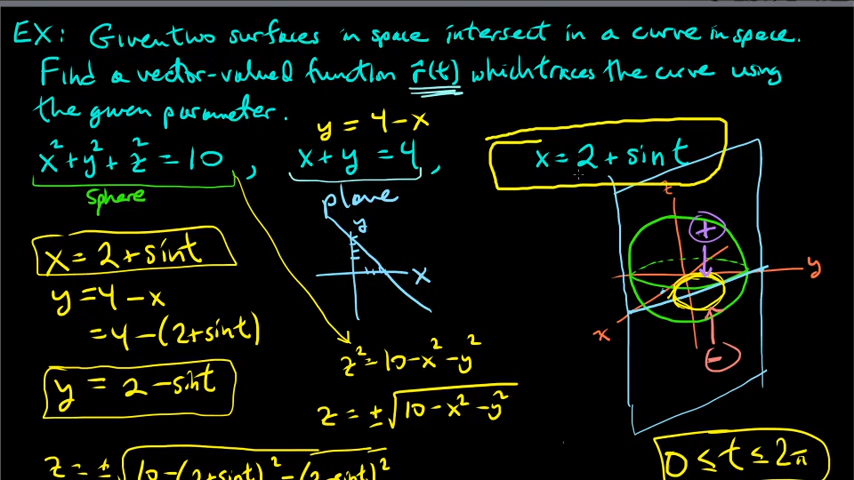 EX: Given two surfaces in space intersect in a curve in space.
Find a vector-valued function r⃗(t) which traces the curve using
the given parameter.
y = 4-x
x²+y²+z² = 10, x+y = 4, x = 2 + sin t
sphere
plane
y
x
z
y
x
+
-
x = 2+sint
y = 4-x
= 4-(2+sint)
y = 2-sint
z² = 10-x²-y²
z = ±√(10-x²-y²)
z = ±√(10-(2+sint)²-(2-sint)²)
0 ≤ t ≤ 2π